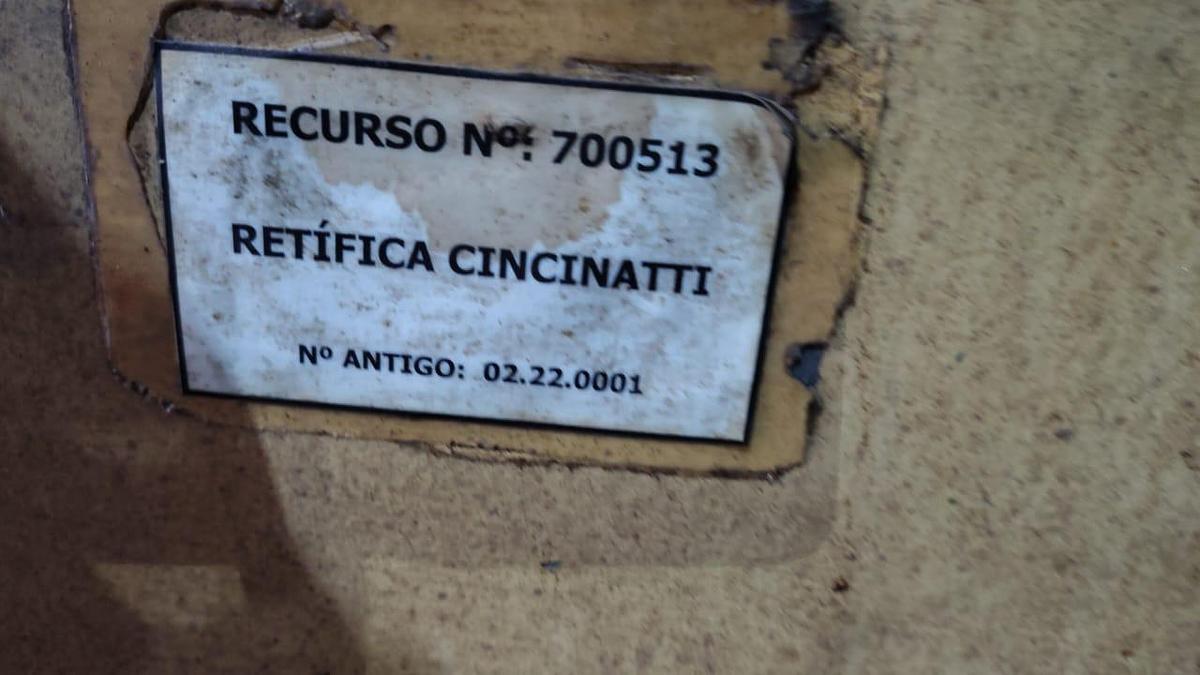 RECURSO Nº: 700513
RETÍFICA CINCINATTI
Nº ANTIGO: 02.22.0001